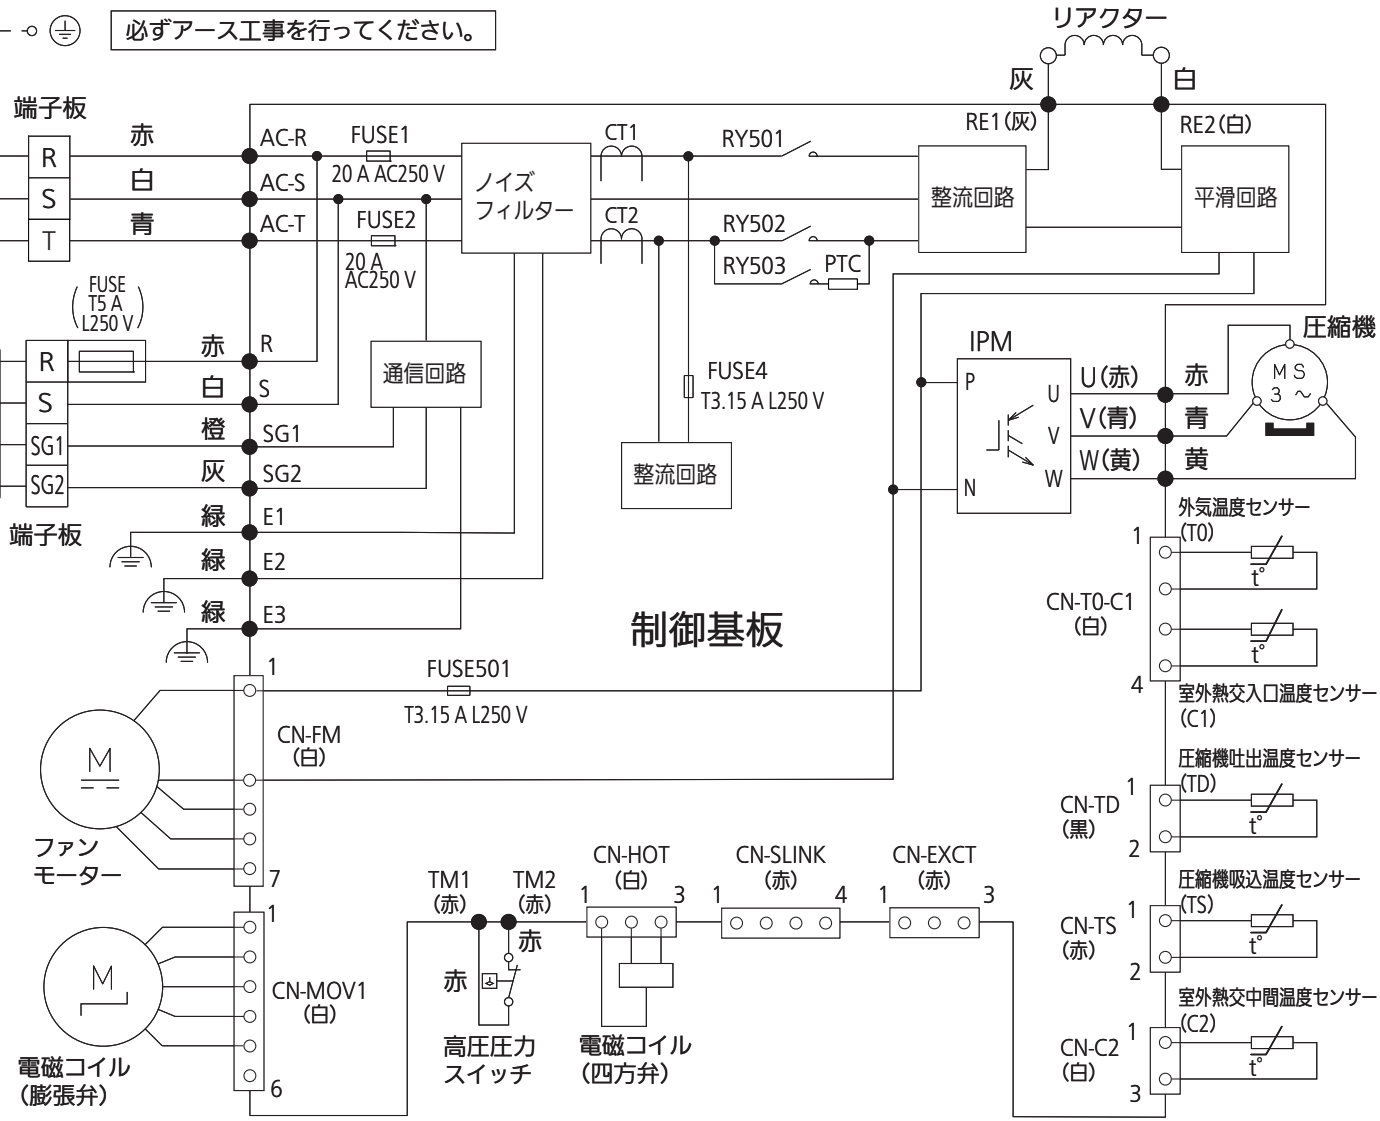 必ずアース工事を行ってください。
リアクター
灰
白
RE1(灰)
RE2(白)
端子板
R
S
T
赤
白
青
AC-R
AC-S
AC-T
FUSE1
20 A AC250 V
FUSE2
20 A
AC250 V
ノイズ
フィルター
CT1
CT2
RY501
RY502
RY503
PTC
整流回路
平滑回路
FUSE
T5 A
L250 V
R
S
SG1
SG2
端子板
赤
白
橙
灰
緑
緑
緑
R
S
SG1
SG2
E1
E2
E3
通信回路
FUSE4
T3.15 A L250 V
整流回路
IPM
P
N
U
V
W
U(赤)
V(青)
W(黄)
赤
青
黄
圧縮機
M S
3 ~
制御基板
外気温度センサー
(T0)
1
t°
CN-T0-C1
(白)
t°
4
室外熱交入口温度センサー
(C1)
1
FUSE501
T3.15 A L250 V
CN-FM
(白)
7
M
ファン
モーター
圧縮機吐出温度センサー
(TD)
1
CN-TD
(黒)
2
t°
圧縮機吸込温度センサー
(TS)
1
CN-TS
(赤)
2
t°
室外熱交中間温度センサー
(C2)
1
CN-C2
(白)
3
t°
1
M
CN-MOV1
(白)
6
電磁コイル
(膨張弁)
TM1
(赤)
TM2
(赤)
赤
赤
高圧圧力
スイッチ
CN-HOT
(白)
1
3
電磁コイル
(四方弁)
CN-SLINK
(赤)
1
4
CN-EXCT
(赤)
1
3